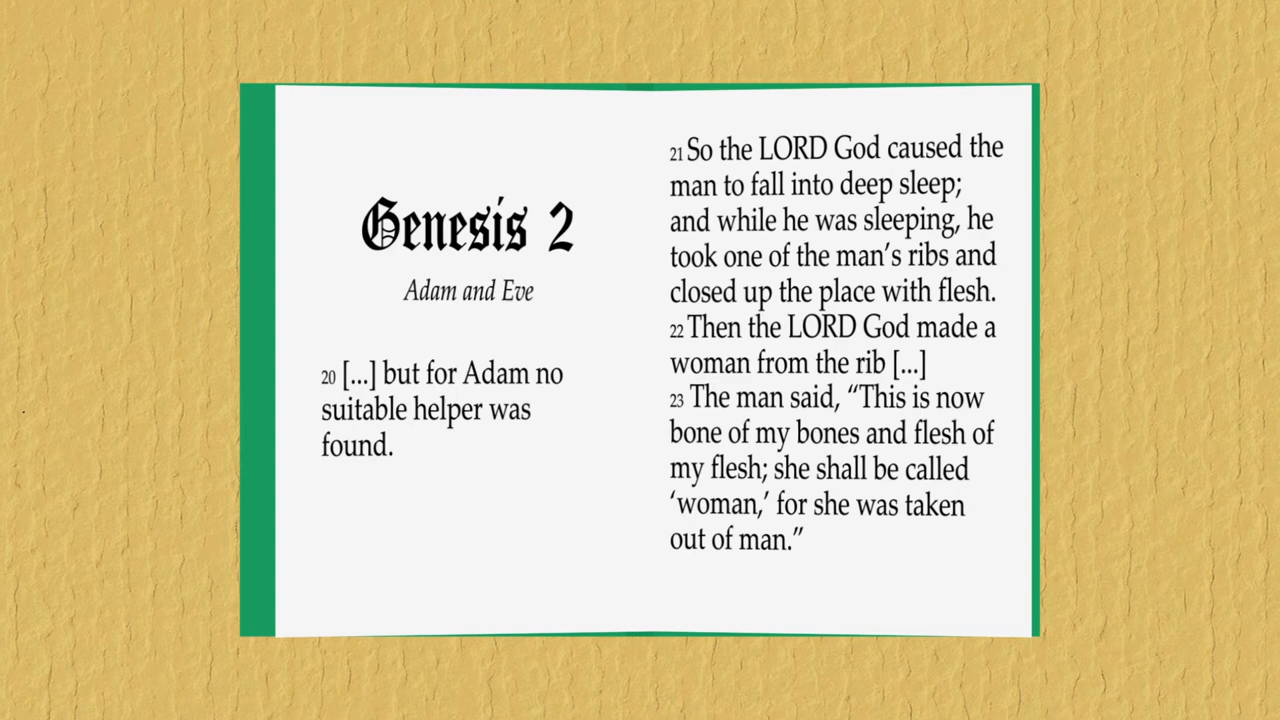 Genesis 2
Adam and Eve
20 [...] but for Adam no
suitable helper was
found.
21 So the LORD God caused the
man to fall into deep sleep;
and while he was sleeping, he
took one of the man’s ribs and
closed up the place with flesh.
22 Then the LORD God made a
woman from the rib [...]
23 The man said, “This is now
bone of my bones and flesh of
my flesh; she shall be called
‘woman,’ for she was taken
out of man.”